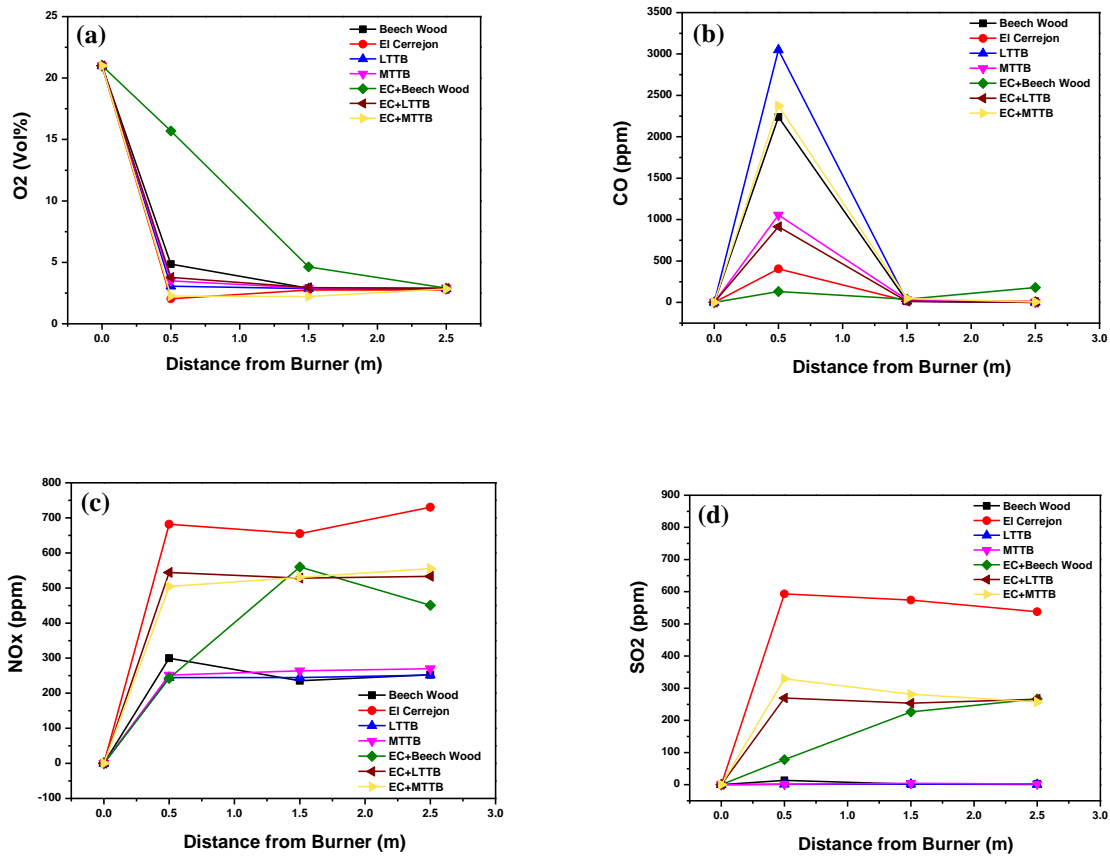 (a)
Beech Wood
El Cerrejon
LTTB
MTTB
EC+Beech Wood
EC+LTTB
EC+MTTB
25
20
15
10
5
0
O2 (Vol%)
0.0 0.5 1.0 1.5 2.0 2.5
Distance from Burner (m)
(b)
Beech Wood
El Cerrejon
LTTB
MTTB
EC+Beech Wood
EC+LTTB
EC+MTTB
3500
3000
2500
2000
1500
1000
500
0
CO (ppm)
0.0 0.5 1.0 1.5 2.0 2.5 3.0
Distance from Burner (m)
(c)
800
700
600
500
400
300
200
100
0
-100
NOx (ppm)
Beech Wood
El Cerrejon
LTTB
MTTB
EC+Beech Wood
EC+LTTB
EC+MTTB
0.0 0.5 1.0 1.5 2.0 2.5 3.0
Distance from Burner (m)
(d)
Beech Wood
El Cerrejon
LTTB
MTTB
EC+Beech Wood
EC+LTTB
EC+MTTB
900
800
700
600
500
400
300
200
100
0
SO2 (ppm)
0.0 0.5 1.0 1.5 2.0 2.5 3.0
Distance from Burner (m)